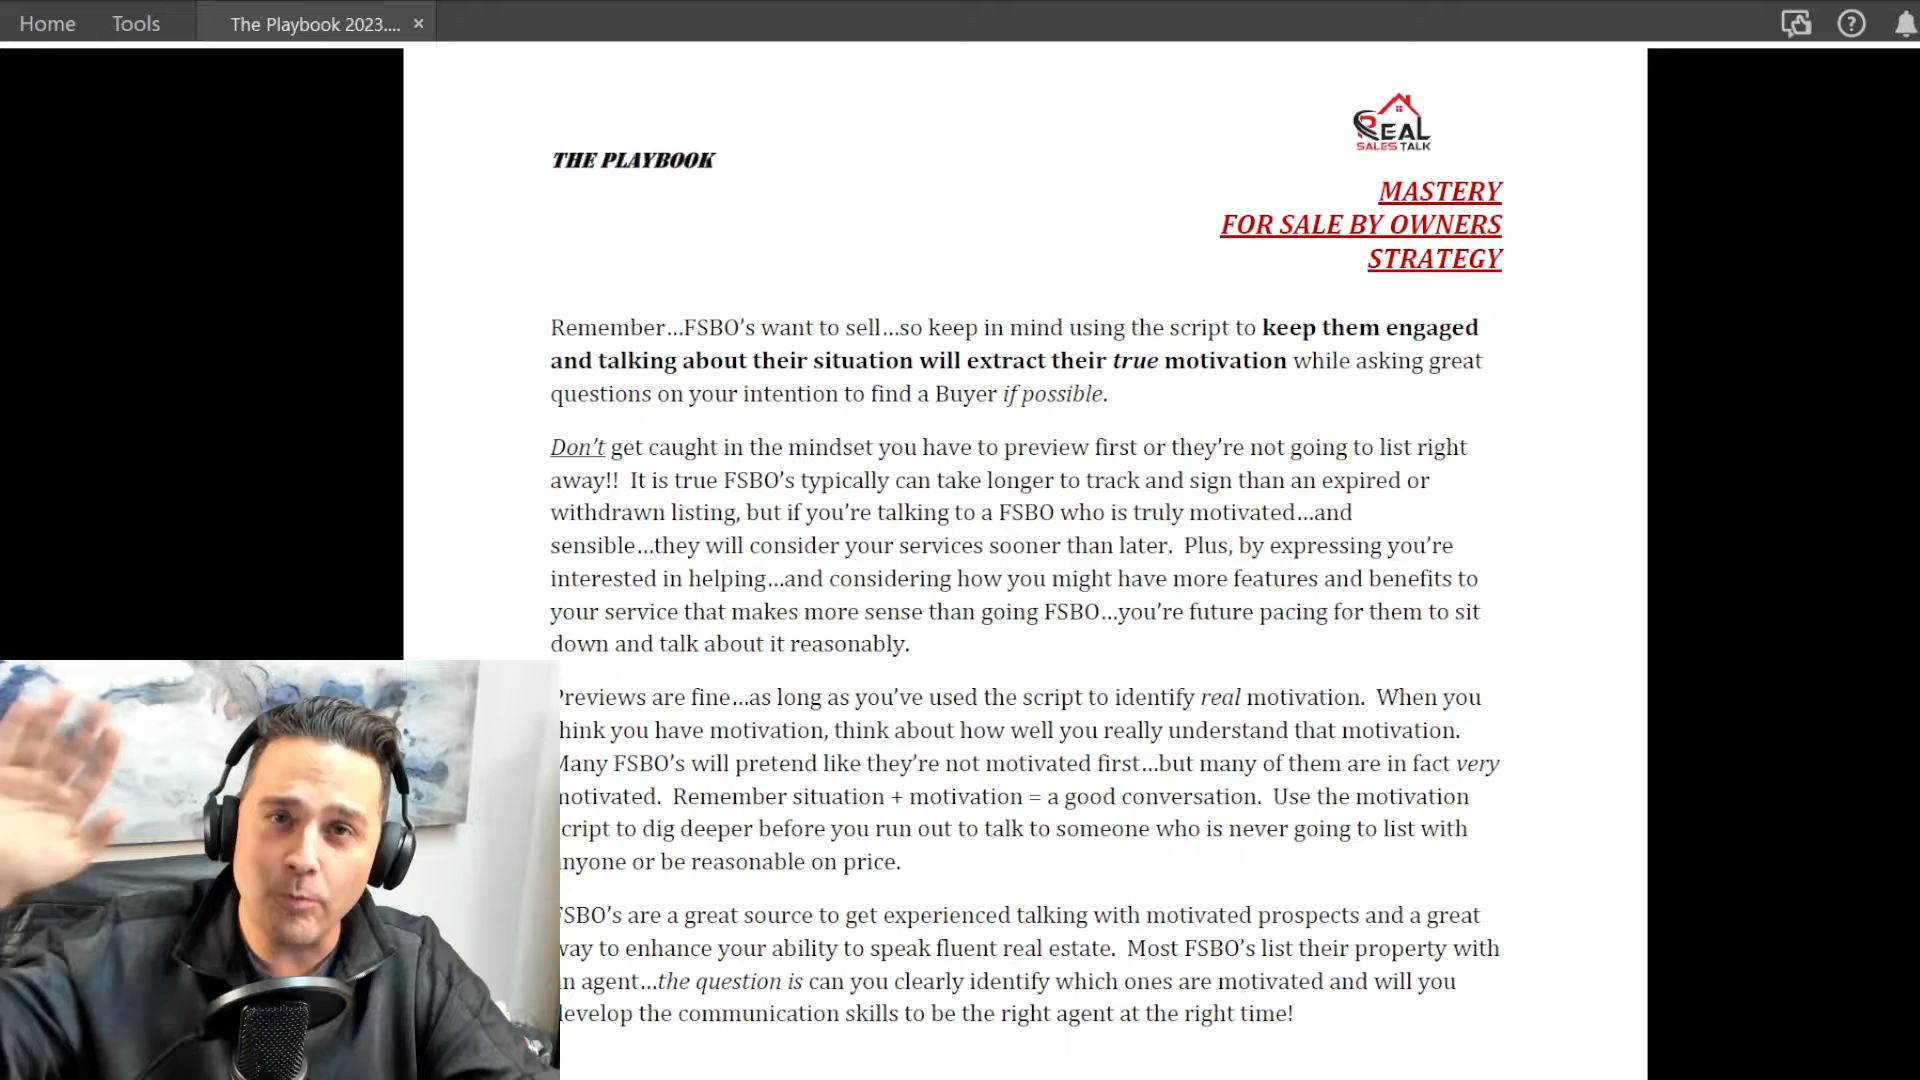 Home Tools The Playbook 2023.... ×
REAL
SALES TALK
THE PLAYBOOK
MASTERY
FOR SALE BY OWNERS
STRATEGY
Remember…FSBO’s want to sell…so keep in mind using the script to keep them engaged
and talking about their situation will extract their true motivation while asking great
questions on your intention to find a Buyer if possible.
Don’t get caught in the mindset you have to preview first or they’re not going to list right
away!! It is true FSBO’s typically can take longer to track and sign than an expired or
withdrawn listing, but if you’re talking to a FSBO who is truly motivated…and
sensible…they will consider your services sooner than later. Plus, by expressing you’re
interested in helping…and considering how you might have more features and benefits to
your service that makes more sense than going FSBO…you’re future pacing for them to sit
down and talk about it reasonably.
Previews are fine…as long as you’ve used the script to identify real motivation. When you
think you have motivation, think about how well you really understand that motivation.
Many FSBO’s will pretend like they’re not motivated first…but many of them are in fact very
motivated. Remember situation + motivation = a good conversation. Use the motivation
script to dig deeper before you run out to talk to someone who is never going to list with
anyone or be reasonable on price.
FSBO’s are a great source to get experienced talking with motivated prospects and a great
way to enhance your ability to speak fluent real estate. Most FSBO’s list their property with
an agent…the question is can you clearly identify which ones are motivated and will you
develop the communication skills to be the right agent at the right time!